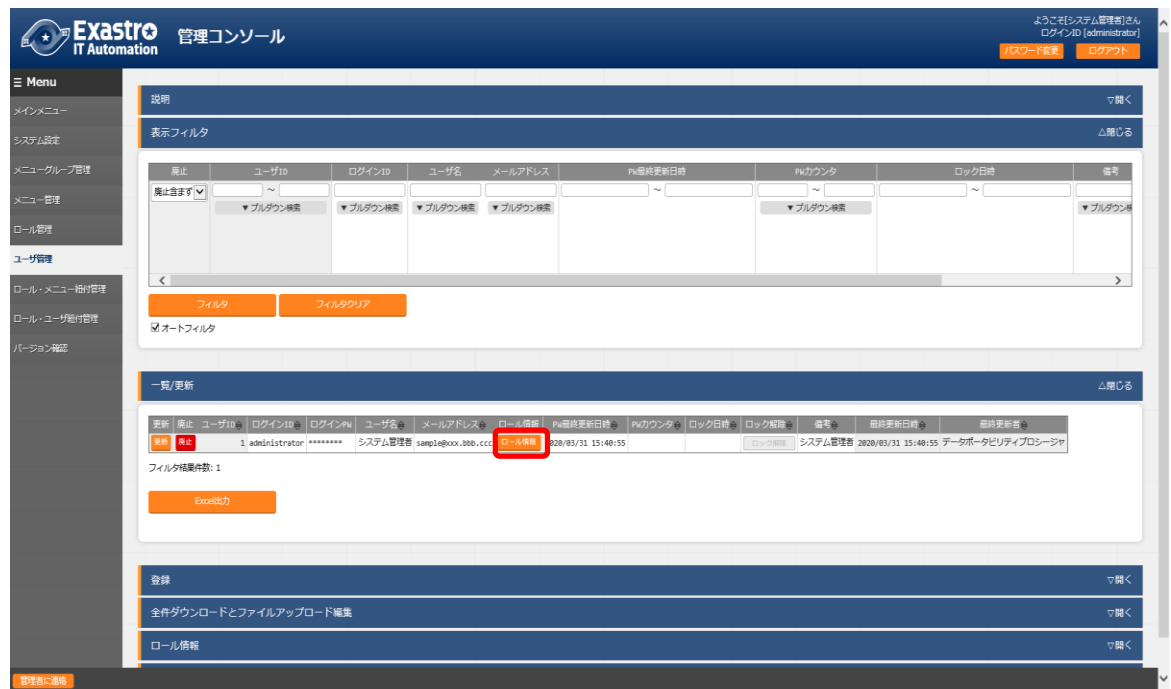 Exastro
IT Automation
管理コンソール
ようこそ[システム管理者]さん
ログインID [administrator]
パスワード変更 ログアウト
Menu
メインメニュー
システム設定
メニューグループ管理
メニュー管理
ロール管理
ユーザ管理
ロール・メニュー紐付管理
ロール・ユーザ紐付管理
バージョン確認
説明 ▽開く
表示フィルタ △閉じる
廃止 ユーザID ログインID ユーザ名 メールアドレス PW最終更新日時 PWカウンタ ロック日時 備考
廃止含まず ～ ～ ～ ～
▼プルダウン検索 ▼プルダウン検索 ▼プルダウン検索 ▼プルダウン検索 ▼プルダウン検索 ▼プルダウン検
フィルタ フィルタクリア
オートフィルタ
一覧/更新 △閉じる
更新 廃止 ユーザID ログインID ログインPW ユーザ名 メールアドレス ロール情報 PW最終更新日時 PWカウンタ ロック日時 ロック解除 備考 最終更新日時 最終更新者
更新 廃止 1 administrator ******** システム管理者 sample@xxx.bbb.ccc ロール情報 020/03/31 15:40:55 ロック解除 システム管理者 2020/03/31 15:40:55 データポータビリティプロシージャ
フィルタ結果件数: 1
Excel出力
登録 ▽開く
全件ダウンロードとファイルアップロード編集 ▽開く
ロール情報 ▽開く
管理者に連絡